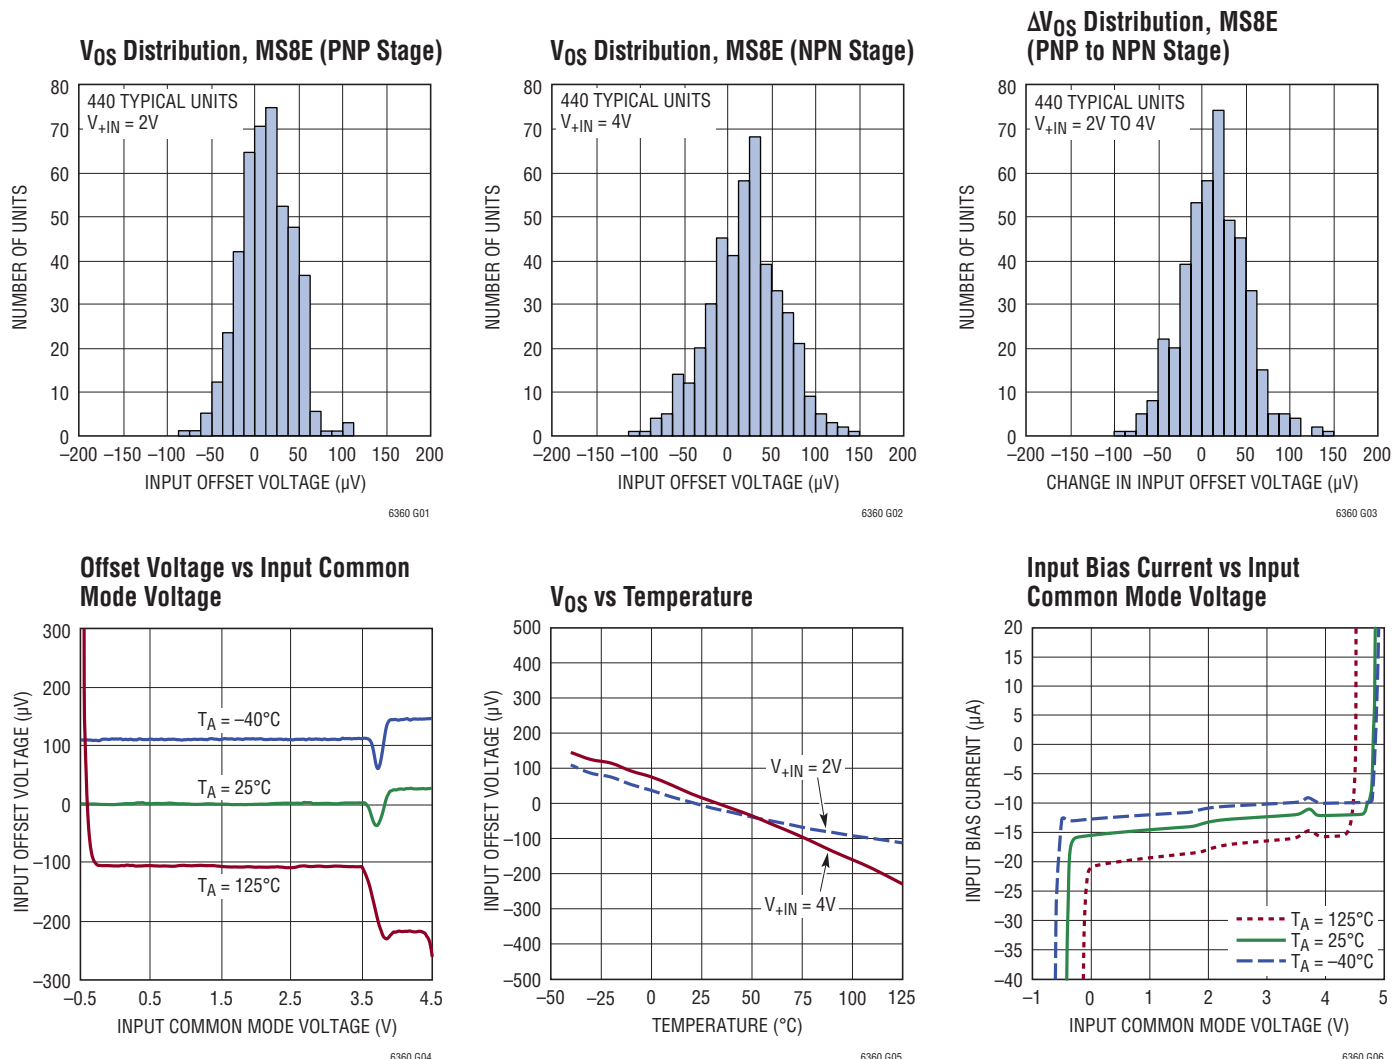 VOS Distribution, MS8E (PNP Stage)
80
70
60
50
40
30
20
10
0
NUMBER OF UNITS
440 TYPICAL UNITS
V+IN = 2V
–200 –150 –100 –50 0 50 100 150 200
INPUT OFFSET VOLTAGE (µV)
6360 G01
VOS Distribution, MS8E (NPN Stage)
80
70
60
50
40
30
20
10
0
NUMBER OF UNITS
440 TYPICAL UNITS
V+IN = 4V
–200 –150 –100 –50 0 50 100 150 200
INPUT OFFSET VOLTAGE (µV)
6360 G02
ΔVOS Distribution, MS8E
(PNP to NPN Stage)
80
70
60
50
40
30
20
10
0
NUMBER OF UNITS
440 TYPICAL UNITS
V+IN = 2V TO 4V
–200 –150 –100 –50 0 50 100 150 200
CHANGE IN INPUT OFFSET VOLTAGE (µV)
6360 G03
Offset Voltage vs Input Common
Mode Voltage
300
200
100
0
–100
–200
–300
INPUT OFFSET VOLTAGE (µV)
TA = –40°C
TA = 25°C
TA = 125°C
–0.5 0.5 1.5 2.5 3.5 4.5
INPUT COMMON MODE VOLTAGE (V)
6360 G04
VOS vs Temperature
500
400
300
200
100
0
–100
–200
–300
–400
–500
INPUT OFFSET VOLTAGE (µV)
V+IN = 2V
V+IN = 4V
–50 –25 0 25 50 75 100 125
TEMPERATURE (°C)
6360 G05
Input Bias Current vs Input
Common Mode Voltage
20
15
10
5
0
–5
–10
–15
–20
–25
–30
–35
–40
INPUT BIAS CURRENT (µA)
TA = 125°C
TA = 25°C
TA = –40°C
–1 0 1 2 3 4 5
INPUT COMMON MODE VOLTAGE (V)
6360 G06